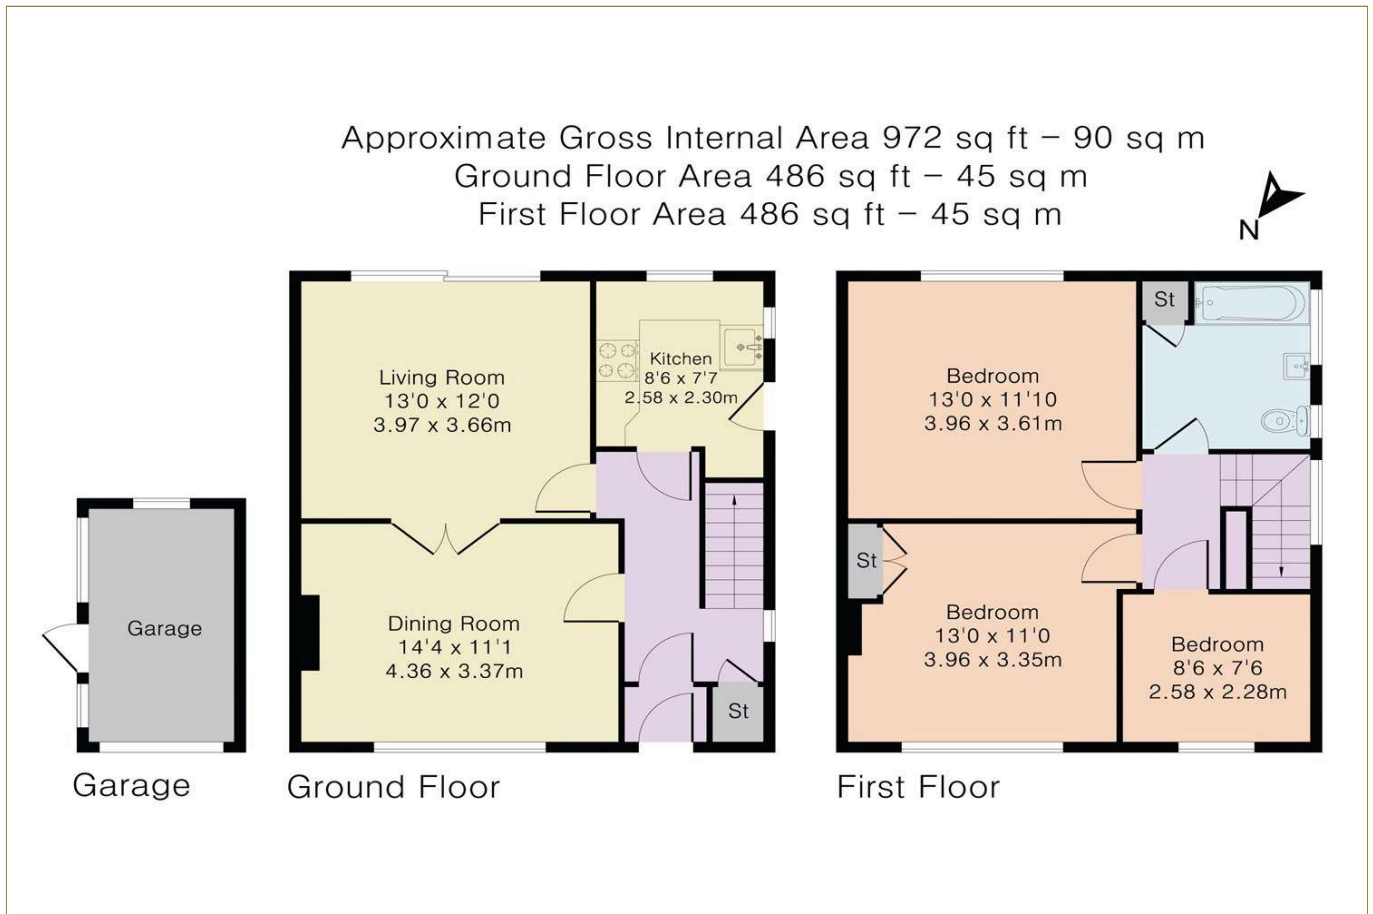 Approximate Gross Internal Area 972 sq ft – 90 sq m
Ground Floor Area 486 sq ft – 45 sq m
First Floor Area 486 sq ft – 45 sq m
N
Living Room
13'0 x 12'0
3.97 x 3.66m
Kitchen
8'6 x 7'7
2.58 x 2.30m
Dining Room
14'4 x 11'1
4.36 x 3.37m
St
Garage
Garage
Ground Floor
St
Bedroom
13'0 x 11'10
3.96 x 3.61m
St
Bedroom
13'0 x 11'0
3.96 x 3.35m
Bedroom
8'6 x 7'6
2.58 x 2.28m
First Floor